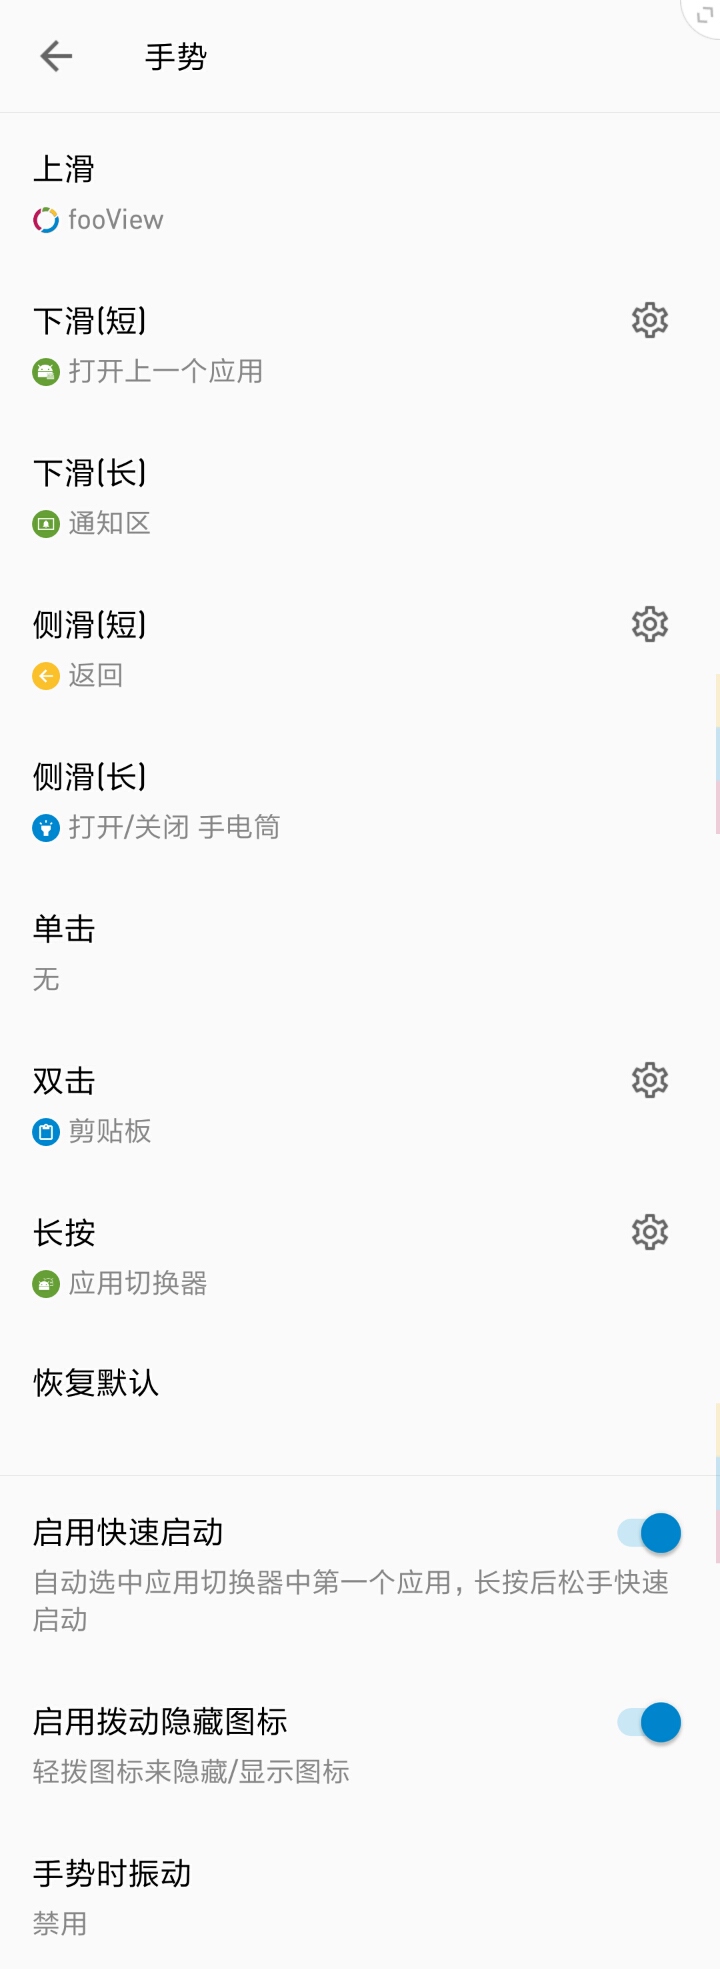 手势
上滑
fooView
下滑(短)
打开上一个应用
下滑(长)
通知区
侧滑(短)
返回
侧滑(长)
打开/关闭 手电筒
单击
无
双击
剪贴板
长按
应用切换器
恢复默认
启用快速启动
自动选中应用切换器中第一个应用, 长按后松手快速
启动
启用拨动隐藏图标
轻拨图标来隐藏/显示图标
手势时振动
禁用